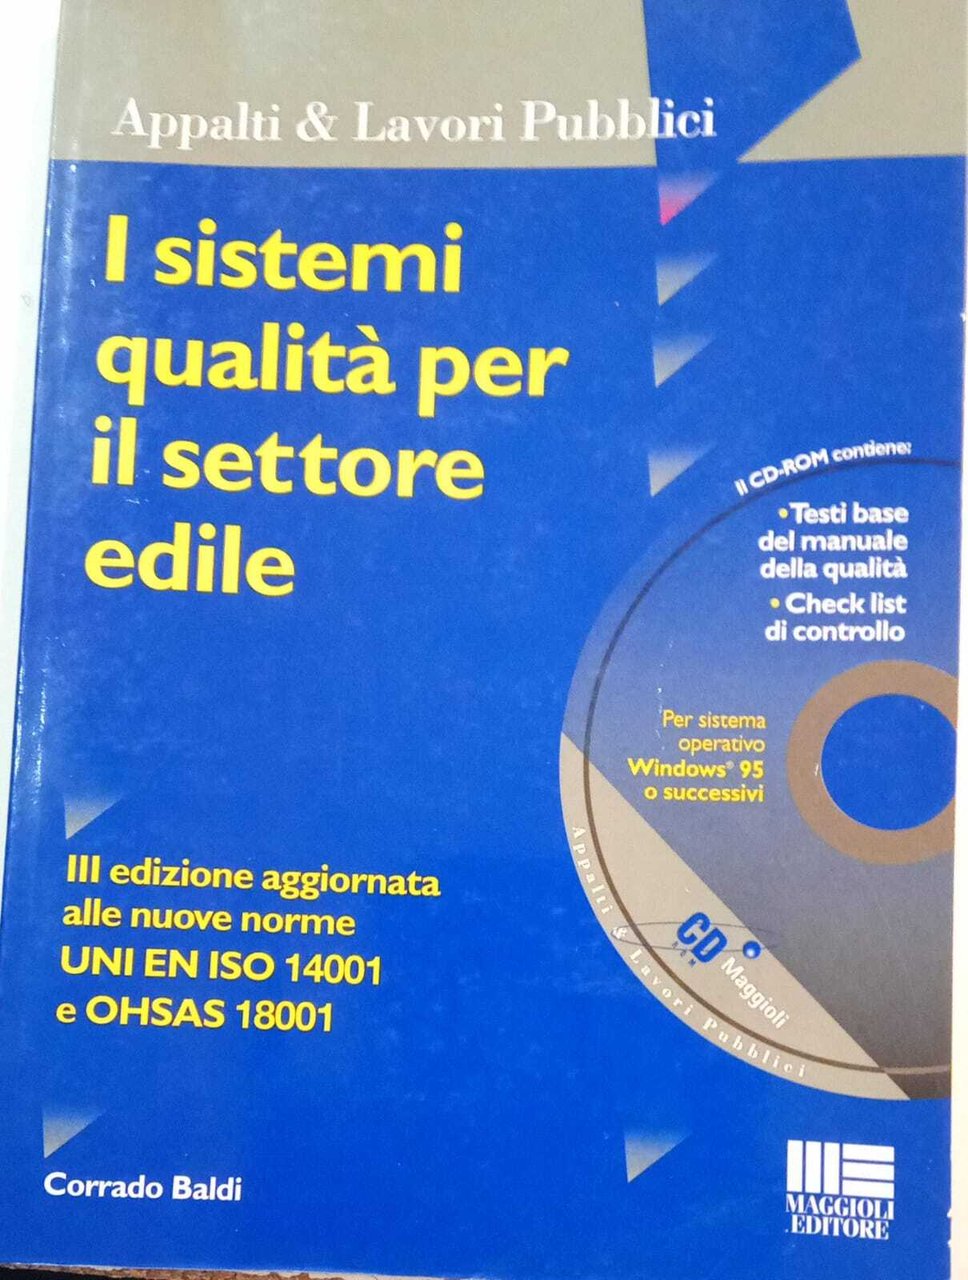 Appalti & Lavori Pubblici
I sistemi
qualità per
il settore
edile
Il CD-ROM contiene:
•Testi base
del manuale
della qualità
• Check list
di controllo
Per sistema
operativo
Windows® 95
o successivi
Appalti & Lavori Pubblici
CD
ROM
Maggioli
III edizione aggiornata
alle nuove norme
UNI EN ISO 14001
e OHSAS 18001
Corrado Baldi
MAGGIOLI
EDITORE